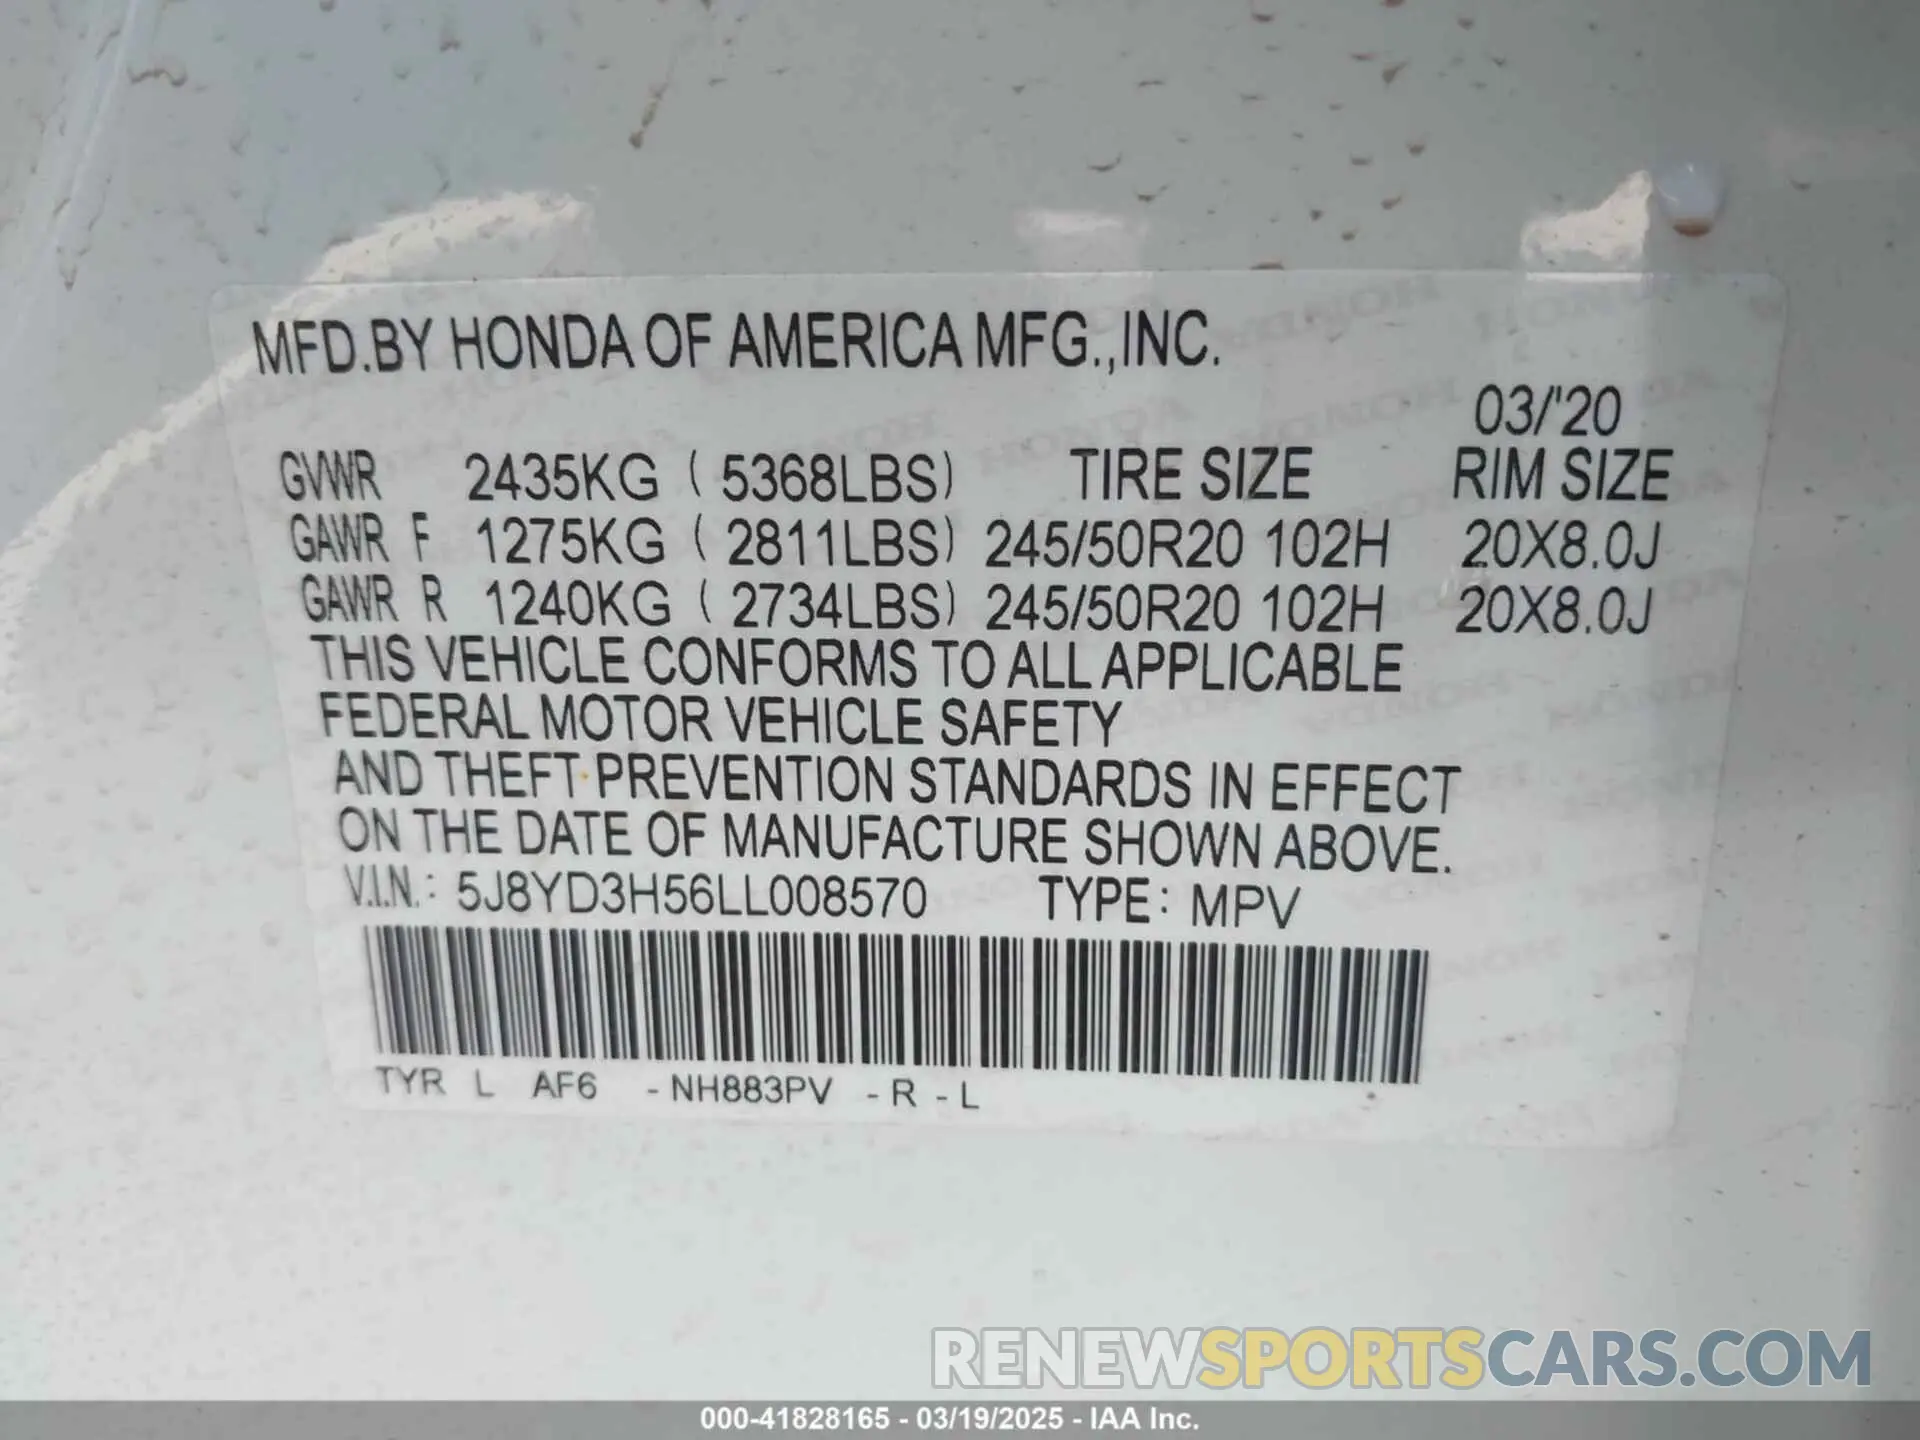 MFD.BY HONDA OF AMERICA MFG.,INC.
03/'20
GVWR 2435KG ( 5368LBS) TIRE SIZE RIM SIZE
GAWR F 1275KG ( 2811LBS) 245/50R20 102H 20X8.0J
GAWR R 1240KG ( 2734LBS) 245/50R20 102H 20X8.0J
THIS VEHICLE CONFORMS TO ALL APPLICABLE
FEDERAL MOTOR VEHICLE SAFETY
AND THEFT PREVENTION STANDARDS IN EFFECT
ON THE DATE OF MANUFACTURE SHOWN ABOVE.
V.I.N.: 5J8YD3H56LL008570 TYPE: MPV
TYR L AF6 -NH883PV -R -L
RENEWSPORTSCARS.COM
000-41828165 - 03/19/2025 - IAA Inc.